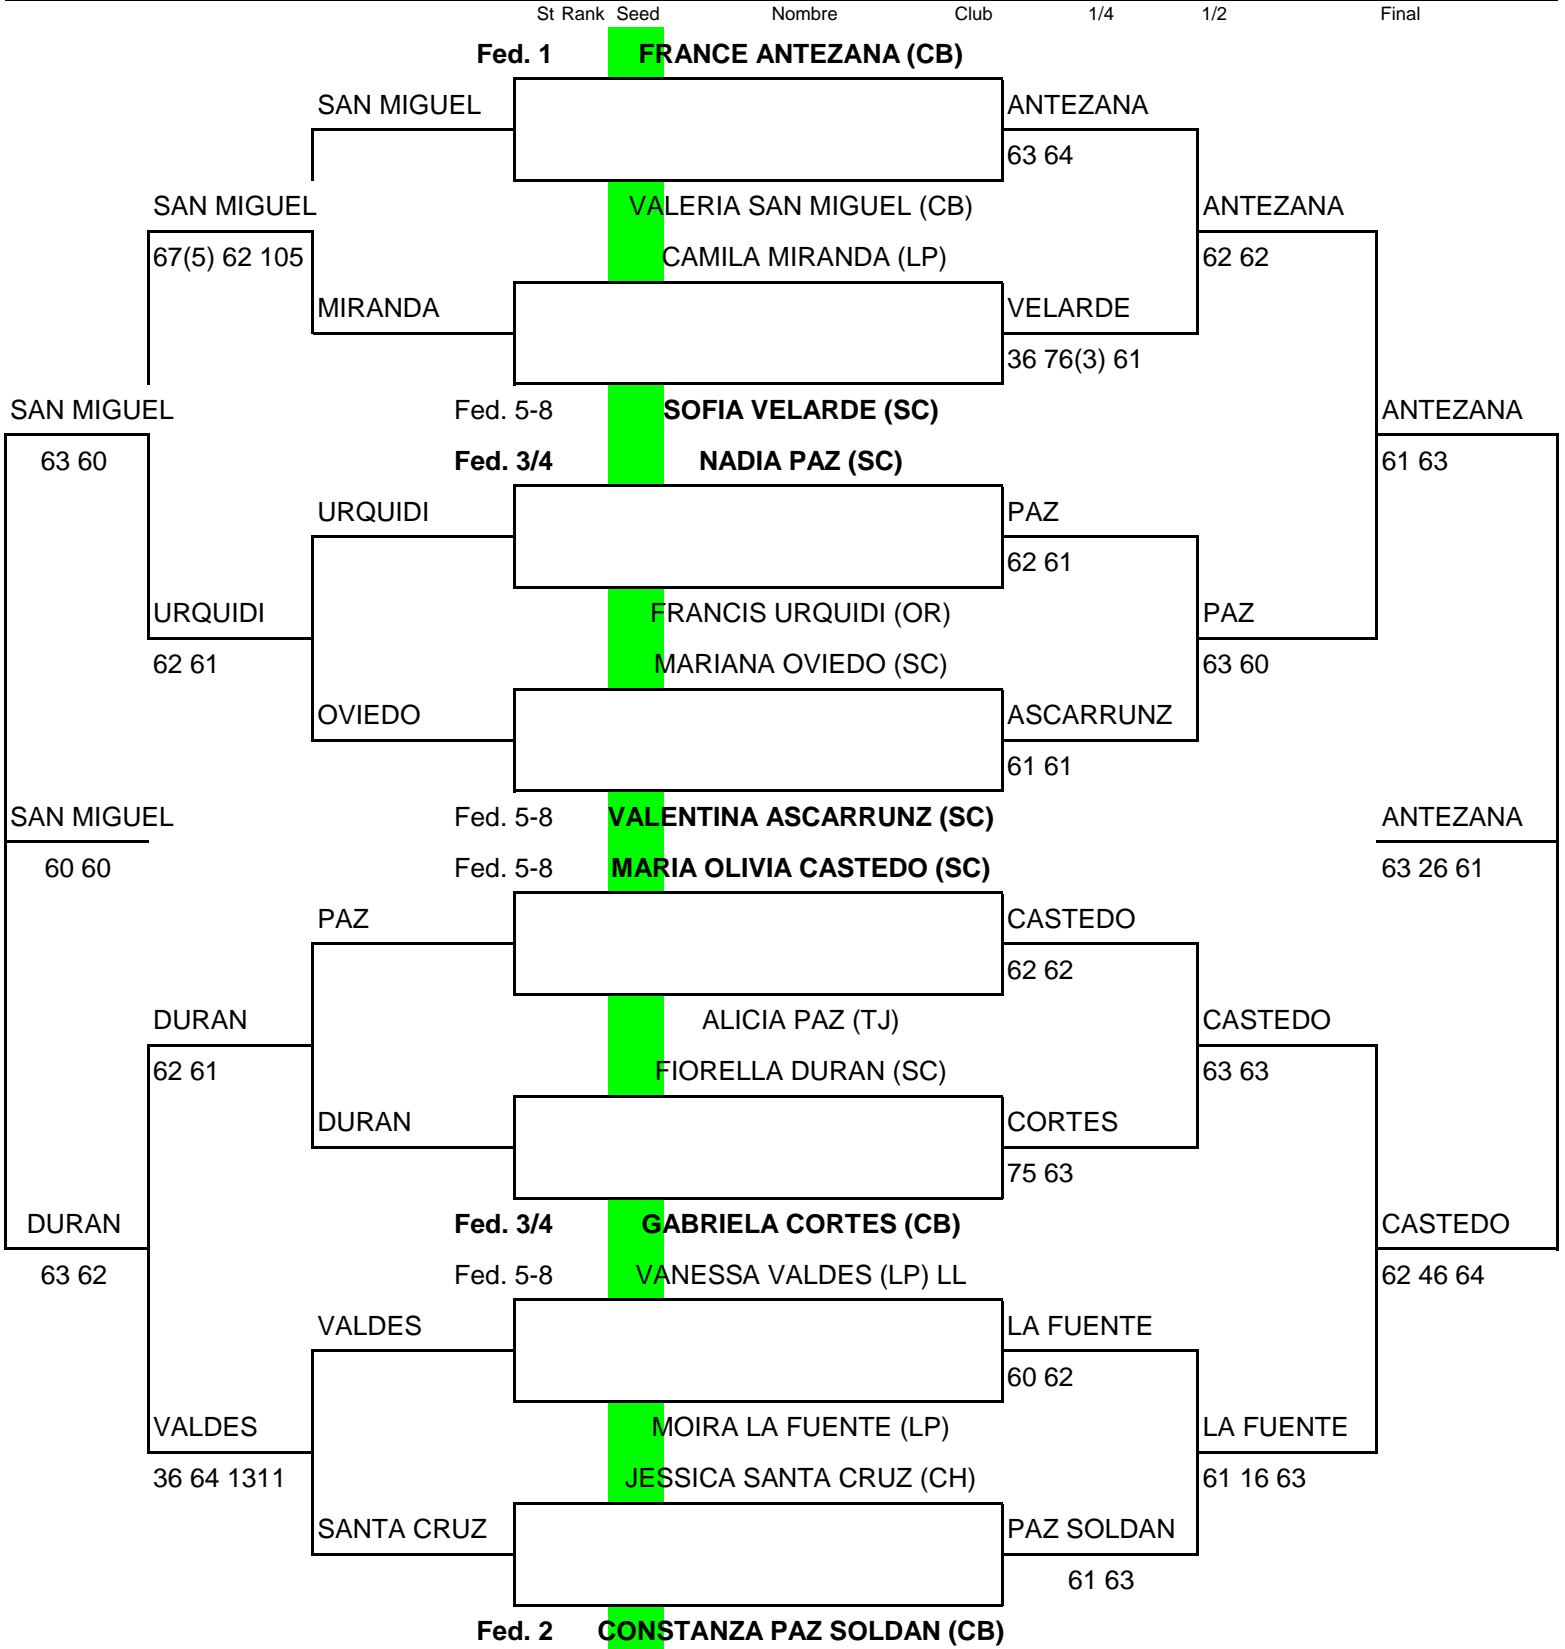 St Rank Seed Nombre Club 1/4 1/2 Final
Fed. 1 FRANCE ANTEZANA (CB)
SAN MIGUEL ANTEZANA
63 64
SAN MIGUEL VALERIA SAN MIGUEL (CB) ANTEZANA
67(5) 62 105 CAMILA MIRANDA (LP) 62 62
MIRANDA VELARDE
36 76(3) 61
SAN MIGUEL Fed. 5-8 SOFIA VELARDE (SC) ANTEZANA
63 60 Fed. 3/4 NADIA PAZ (SC) 61 63
URQUIDI PAZ
62 61
URQUIDI FRANCIS URQUIDI (OR) PAZ
62 61 MARIANA OVIEDO (SC) 63 60
OVIEDO ASCARRUNZ
61 61
SAN MIGUEL Fed. 5-8 VALENTINA ASCARRUNZ (SC) ANTEZANA
60 60 Fed. 5-8 MARIA OLIVIA CASTEDO (SC) 63 26 61
PAZ CASTEDO
62 62
DURAN ALICIA PAZ (TJ) CASTEDO
62 61 FIORELLA DURAN (SC) 63 63
DURAN CORTES
75 63
DURAN Fed. 3/4 GABRIELA CORTES (CB) CASTEDO
63 62 Fed. 5-8 VANESSA VALDES (LP) LL 62 46 64
VALDES LA FUENTE
60 62
VALDES MOIRA LA FUENTE (LP) LA FUENTE
36 64 1311 JESSICA SANTA CRUZ (CH) 61 16 63
SANTA CRUZ PAZ SOLDAN
61 63
Fed. 2 CONSTANZA PAZ SOLDAN (CB)